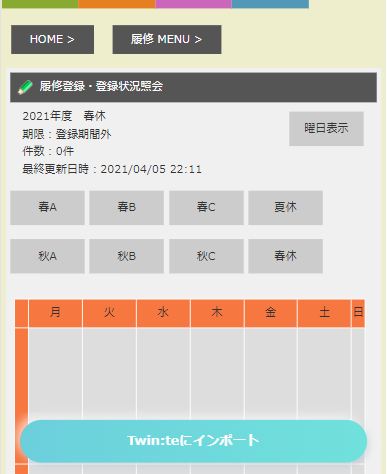 HOME >
履修 MENU >
履修登録・登録状況照会
2021年度 春休
期限：登録期間外
件数：0件
最終更新日時：2021/04/05 22:11
曜日表示
春A
春B
春C
夏休
秋A
秋B
秋C
春休
月
火
水
木
金
土
日
Twin:teにインポート